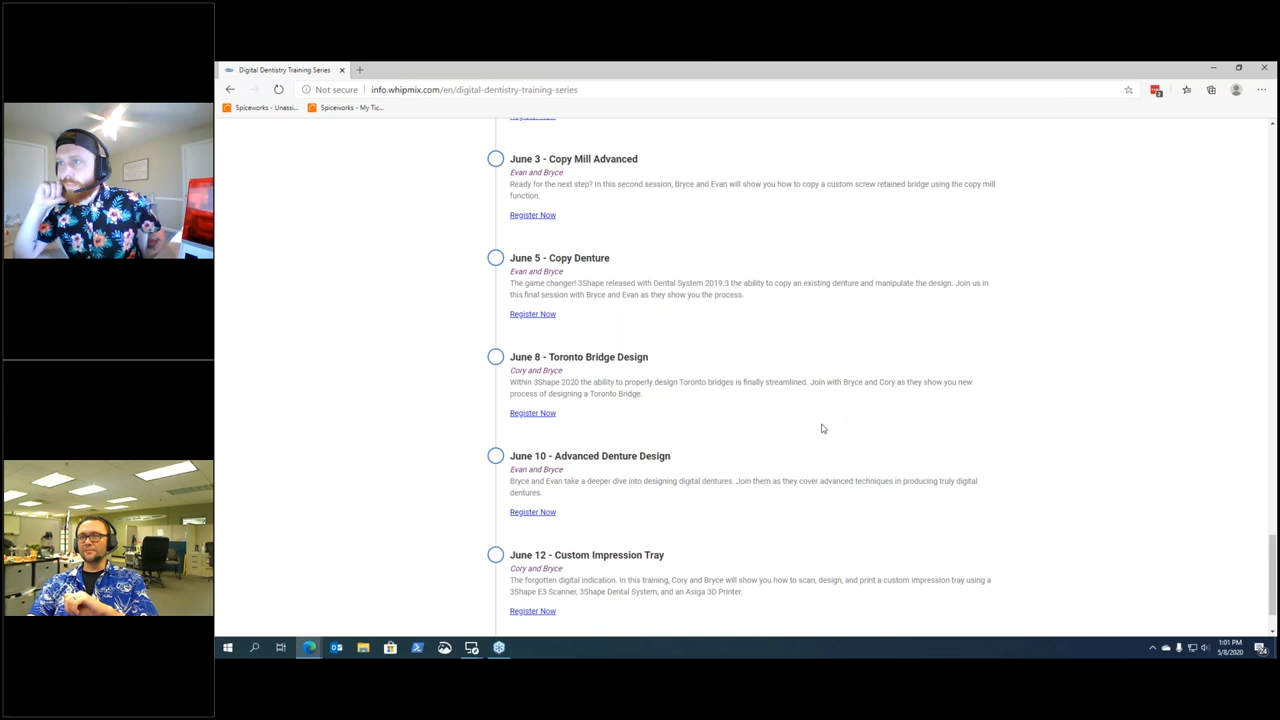 Digital Dentistry Training Series
Not secure info.whipmix.com/en/digital-dentistry-training-series
Spiceworks - Unassi... Spiceworks - My Tic...
Register Now
June 3 - Copy Mill Advanced
Evan and Bryce
Ready for the next step? In this second session, Bryce and Evan will show you how to copy a custom screw retained bridge using the copy mill
function.
Register Now
June 5 - Copy Denture
Evan and Bryce
The game changer! 3Shape released with Dental System 2019.3 the ability to copy an existing denture and manipulate the design. Join us in
this final session with Bryce and Evan as they show you the process.
Register Now
June 8 - Toronto Bridge Design
Cory and Bryce
Within 3Shape 2020 the ability to properly design Toronto bridges is finally streamlined. Join with Bryce and Cory as they show you new
process of designing a Toronto Bridge.
Register Now
June 10 - Advanced Denture Design
Evan and Bryce
Bryce and Evan take a deeper dive into designing digital dentures. Join them as they cover advanced techniques in producing truly digital
dentures.
Register Now
June 12 - Custom Impression Tray
Cory and Bryce
The forgotten digital indication. In this training, Cory and Bryce will show you how to scan, design, and print a custom impression tray using a
3Shape E3 Scanner, 3Shape Dental System, and an Asiga 3D Printer.
Register Now
1:01 PM
5/8/2020